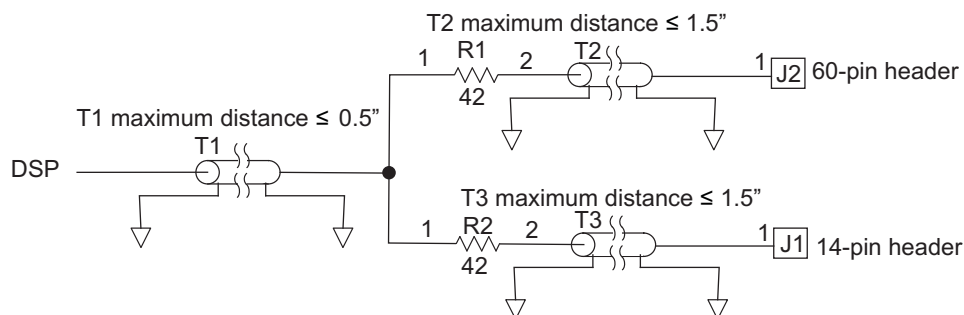 T2 maximum distance ≤ 1.5”
1 R1 2 T2
42
1 J2 60-pin header
T1 maximum distance ≤ 0.5”
T1
DSP
T3 maximum distance ≤ 1.5”
1 R2 2 T3
42
1 J1 14-pin header